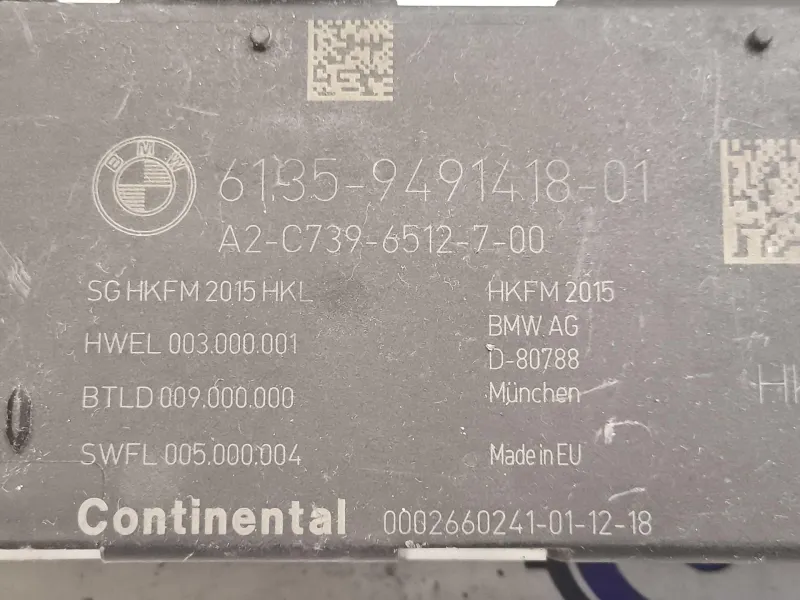 BMW
6135-9491418-01
A2-C739-6512-7-00
SG HKFM 2015 HKL
HWEL 003.000.001
BTLD 009.000.000
SWFL 005.000.004
HKFM 2015
BMW AG
D-80788
München
Made in EU
Continental
0002660241-01-12-18